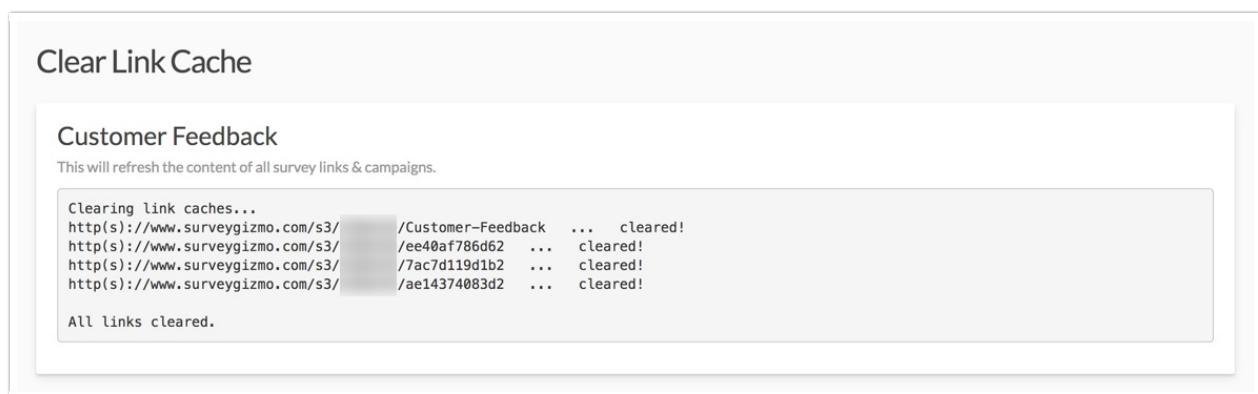 Clear Link Cache
Customer Feedback
This will refresh the content of all survey links & campaigns.
Clearing link caches...
http(s)://www.surveygizmo.com/s3/ /Customer-Feedback ... cleared!
http(s)://www.surveygizmo.com/s3/ /ee40af786d62 ... cleared!
http(s)://www.surveygizmo.com/s3/ /7ac7d119d1b2 ... cleared!
http(s)://www.surveygizmo.com/s3/ /ae14374083d2 ... cleared!
All links cleared.